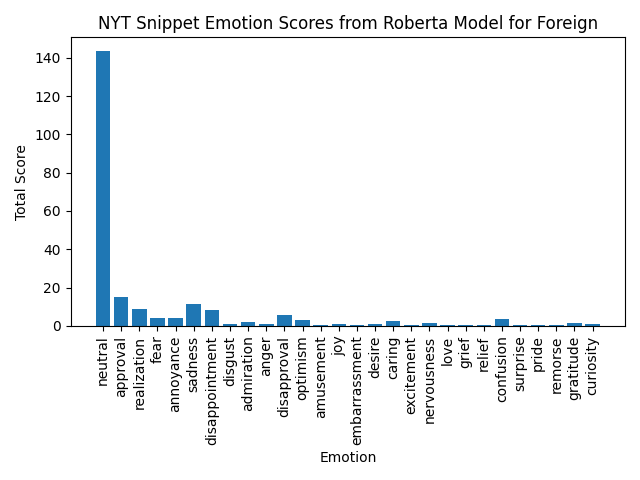 NYT Snippet Emotion Scores from Roberta Model for Foreign
140
120
100
80
60
40
20
0
Total Score
neutral
approval
realization
fear
annoyance
sadness
disappointment
disgust
admiration
anger
disapproval
optimism
amusement
joy
embarrassment
desire
caring
excitement
nervousness
love
grief
relief
confusion
surprise
pride
remorse
gratitude
curiosity
Emotion